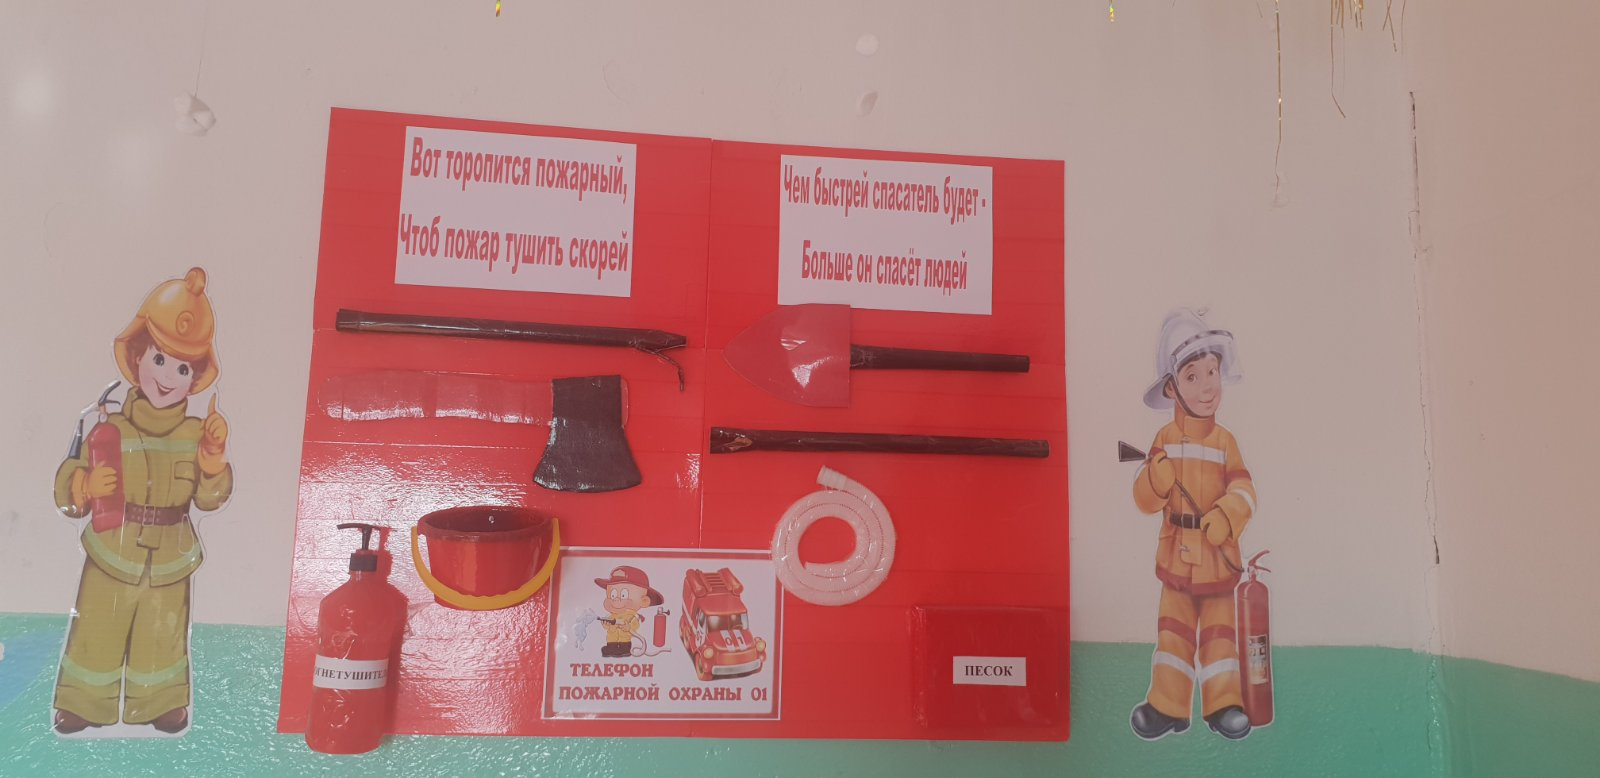 Вот торопится пожарный,
Чтоб пожар тушить скорей
Чем быстрей спасатель будет -
Больше он спасёт людей
ОГНЕТУШИТЕЛЬ
ТЕЛЕФОН
ПОЖАРНОЙ ОХРАНЫ 01
01
ПЕСОК